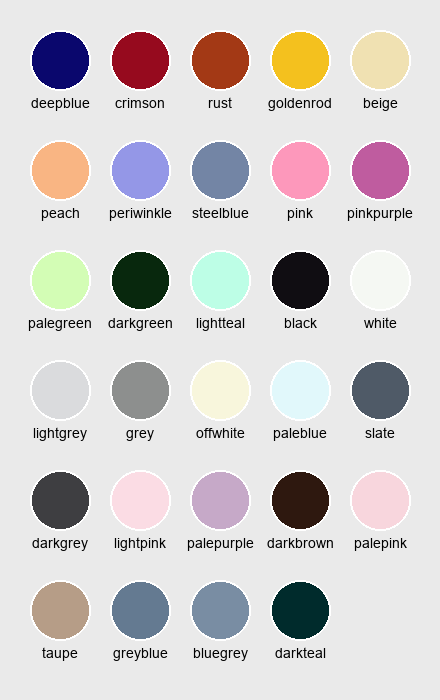 deepblue crimson rust goldenrod beige
peach periwinkle steelblue pink pinkpurple
palegreen darkgreen lightteal black white
lightgrey grey offwhite paleblue slate
darkgrey lightpink palepurple darkbrown palepink
taupe greyblue bluegrey darkteal